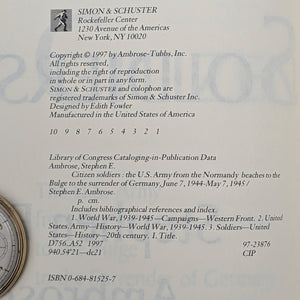 SIMON & SCHUSTER
Rockefeller Center
1230 Avenue of the Americas
New York, NY 10020
Copyright © 1997 by Ambrose-Tubbs, Inc.
All rights reserved,
including the right of reproduction
in whole or in part in any form.
SIMON & SCHUSTER and colophon are
registered trademarks of Simon & Schuster Inc.
Designed by Edith Fowler
Manufactured in the United States of America
10 9 8 7 6 5 4 3 2 1
Library of Congress Cataloging-in-Publication Data
Ambrose, Stephen E.
Citizen soldiers : the U.S. Army from the Normandy beaches to the
Bulge to the surrender of Germany, June 7, 1944-May 7, 1945 /
Stephen E. Ambrose.
p. cm.
Includes bibliographical references and index.
1. World War, 1939-1945—Campaigns—Western Front. 2. United
States. Army—History—World War, 1939-1945. 3. Soldiers—United
States—History—20th century. I. Title.
D756.A52 1997 97-23876
940.54'21—dc21 CIP
ISBN 0-684-81525-7